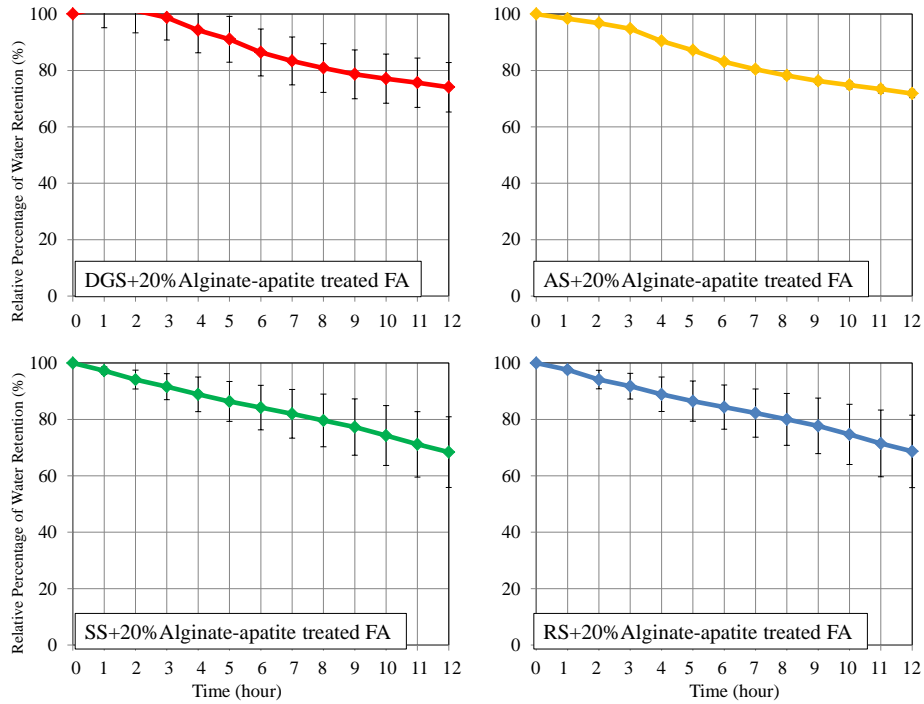 Relative Percentage of Water Retention (%)
100
80
60
40
20
0
DGS+20%Alginate-apatite treated FA
0 1 2 3 4 5 6 7 8 9 10 11 12
100
80
60
40
20
0
AS+20%Alginate-apatite treated FA
0 1 2 3 4 5 6 7 8 9 10 11 12
Relative Percentage of Water Retention (%)
100
80
60
40
20
0
SS+20%Alginate-apatite treated FA
0 1 2 3 4 5 6 7 8 9 10 11 12
Time (hour)
100
80
60
40
20
0
RS+20%Alginate-apatite treated FA
0 1 2 3 4 5 6 7 8 9 10 11 12
Time (hour)